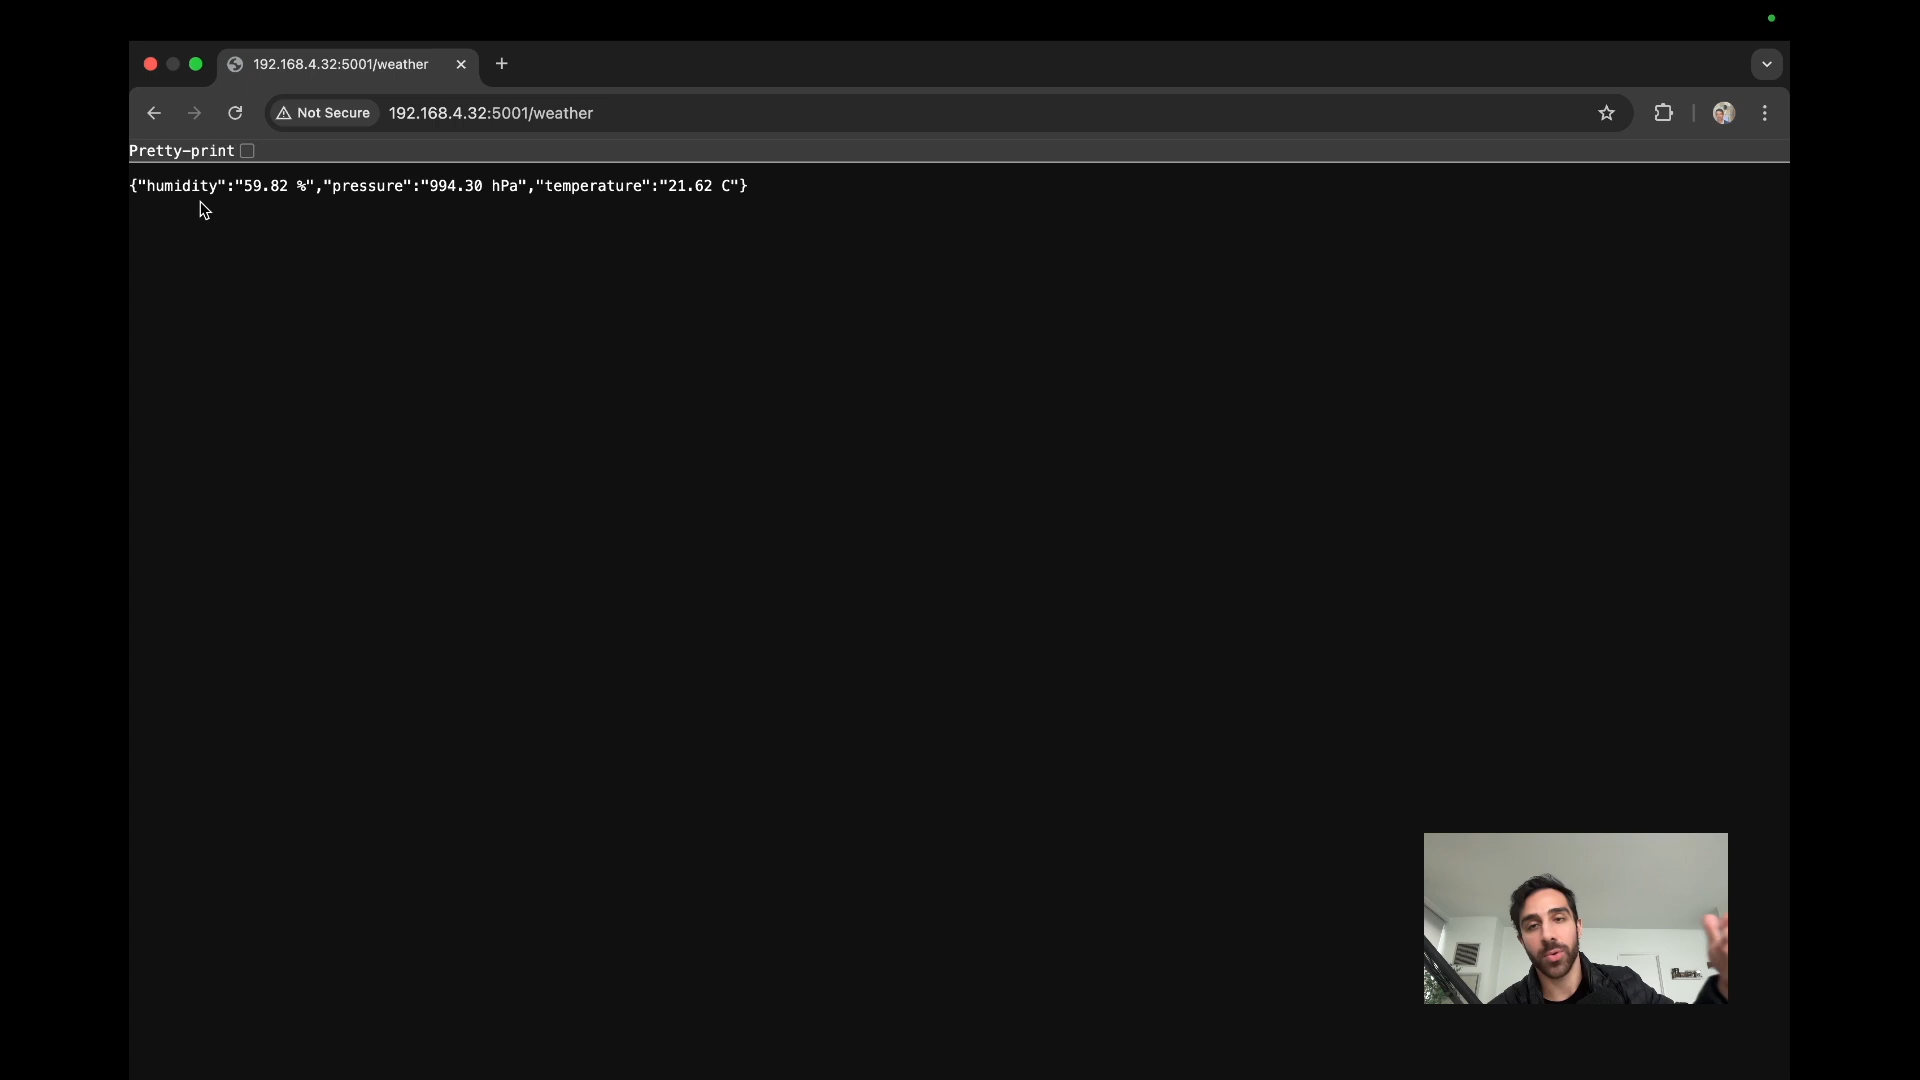 192.168.4.32:5001/weather
Not Secure 192.168.4.32:5001/weather
Pretty-print
{"humidity":"59.82 %","pressure":"994.30 hPa","temperature":"21.62 C"}